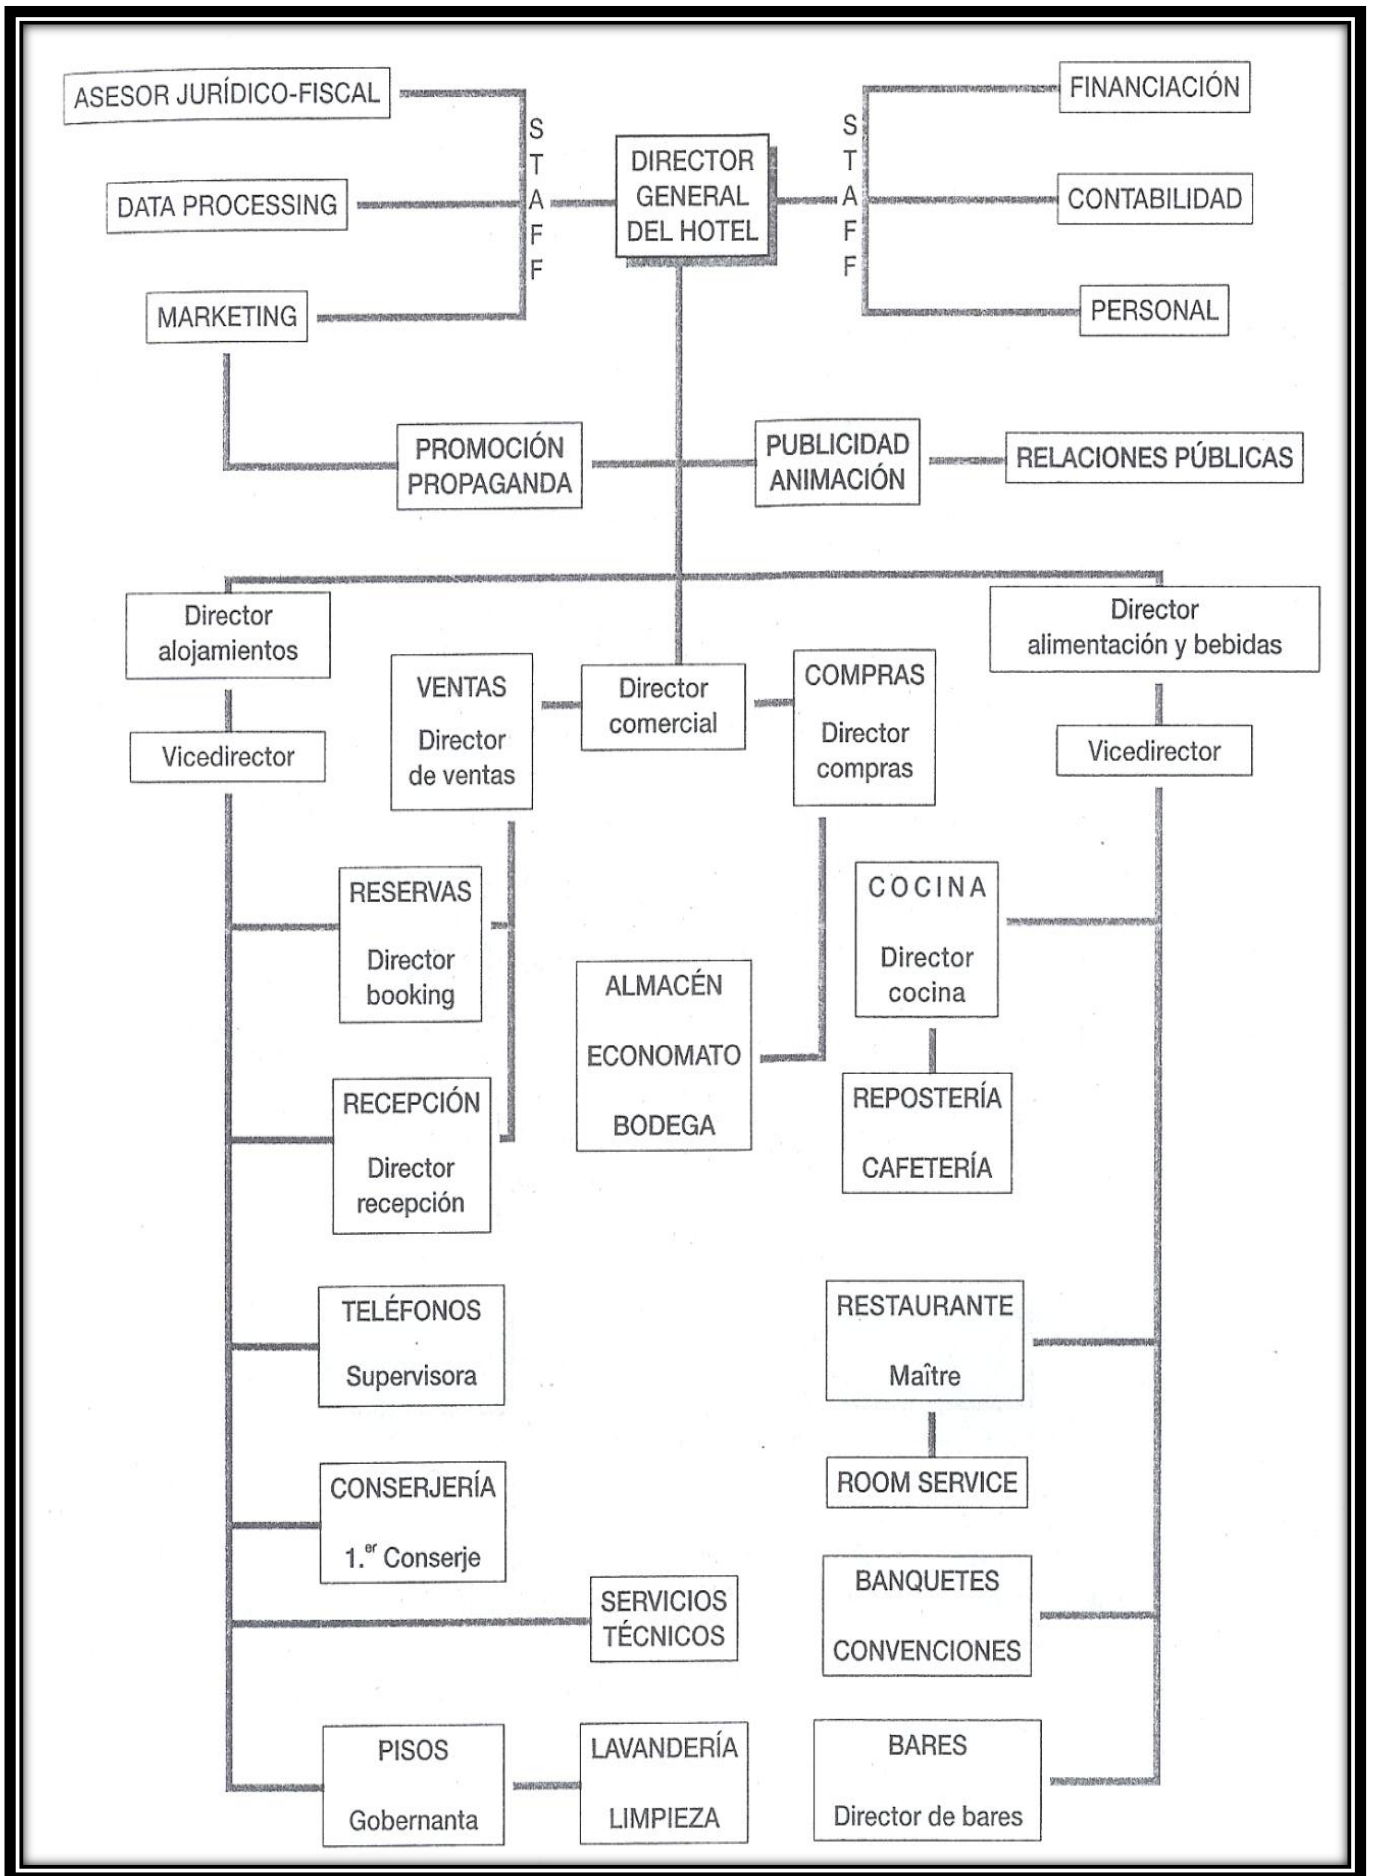 ASESOR JURÍDICO-FISCAL
DATA PROCESSING
MARKETING
S
T
A
F
F
DIRECTOR
GENERAL
DEL HOTEL
S
T
A
F
F
FINANCIACIÓN
CONTABILIDAD
PERSONAL
PROMOCIÓN
PROPAGANDA
PUBLICIDAD
ANIMACIÓN
RELACIONES PÚBLICAS
Director
alojamientos
Vicedirector
VENTAS
Director
de ventas
Director
comercial
COMPRAS
Director
compras
Director
alimentación y bebidas
Vicedirector
RESERVAS
Director
booking
RECEPCIÓN
Director
recepción
ALMACÉN
ECONOMATO
BODEGA
COCINA
Director
cocina
REPOSTERÍA
CAFETERÍA
TELÉFONOS
Supervisora
RESTAURANTE
Maître
ROOM SERVICE
CONSERJERÍA
1.er Conserje
SERVICIOS
TÉCNICOS
BANQUETES
CONVENCIONES
PISOS
Gobernanta
LAVANDERÍA
LIMPIEZA
BARES
Director de bares